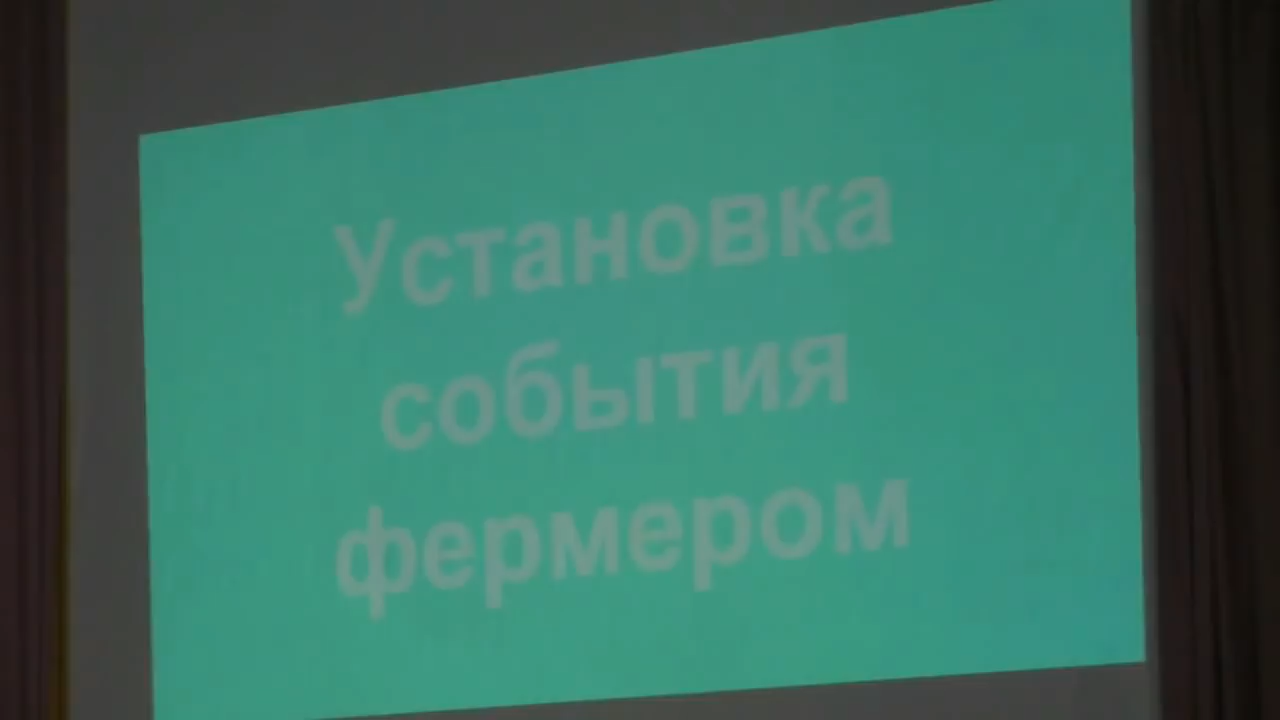 Установка
события
фермером